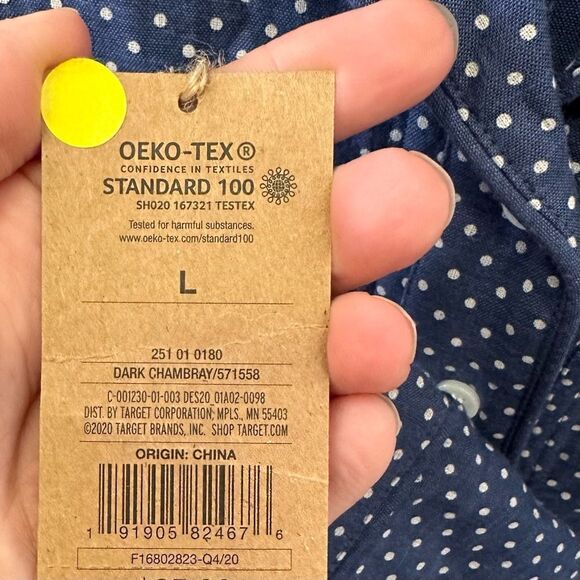 OEKO-TEX®
CONFIDENCE IN TEXTILES
STANDARD 100
SH020 167321 TESTEX
Tested for harmful substances.
www.oeko-tex.com/standard100
L
251 01 0180
DARK CHAMBRAY/571558
C-001230-01-003 DES20_01A02-0098
DIST. BY TARGET CORPORATION; MPLS., MN 55403
©2020 TARGET BRANDS, INC. SHOP TARGET.COM
ORIGIN: CHINA
1 91905 82467 6
F16802823-Q4/20